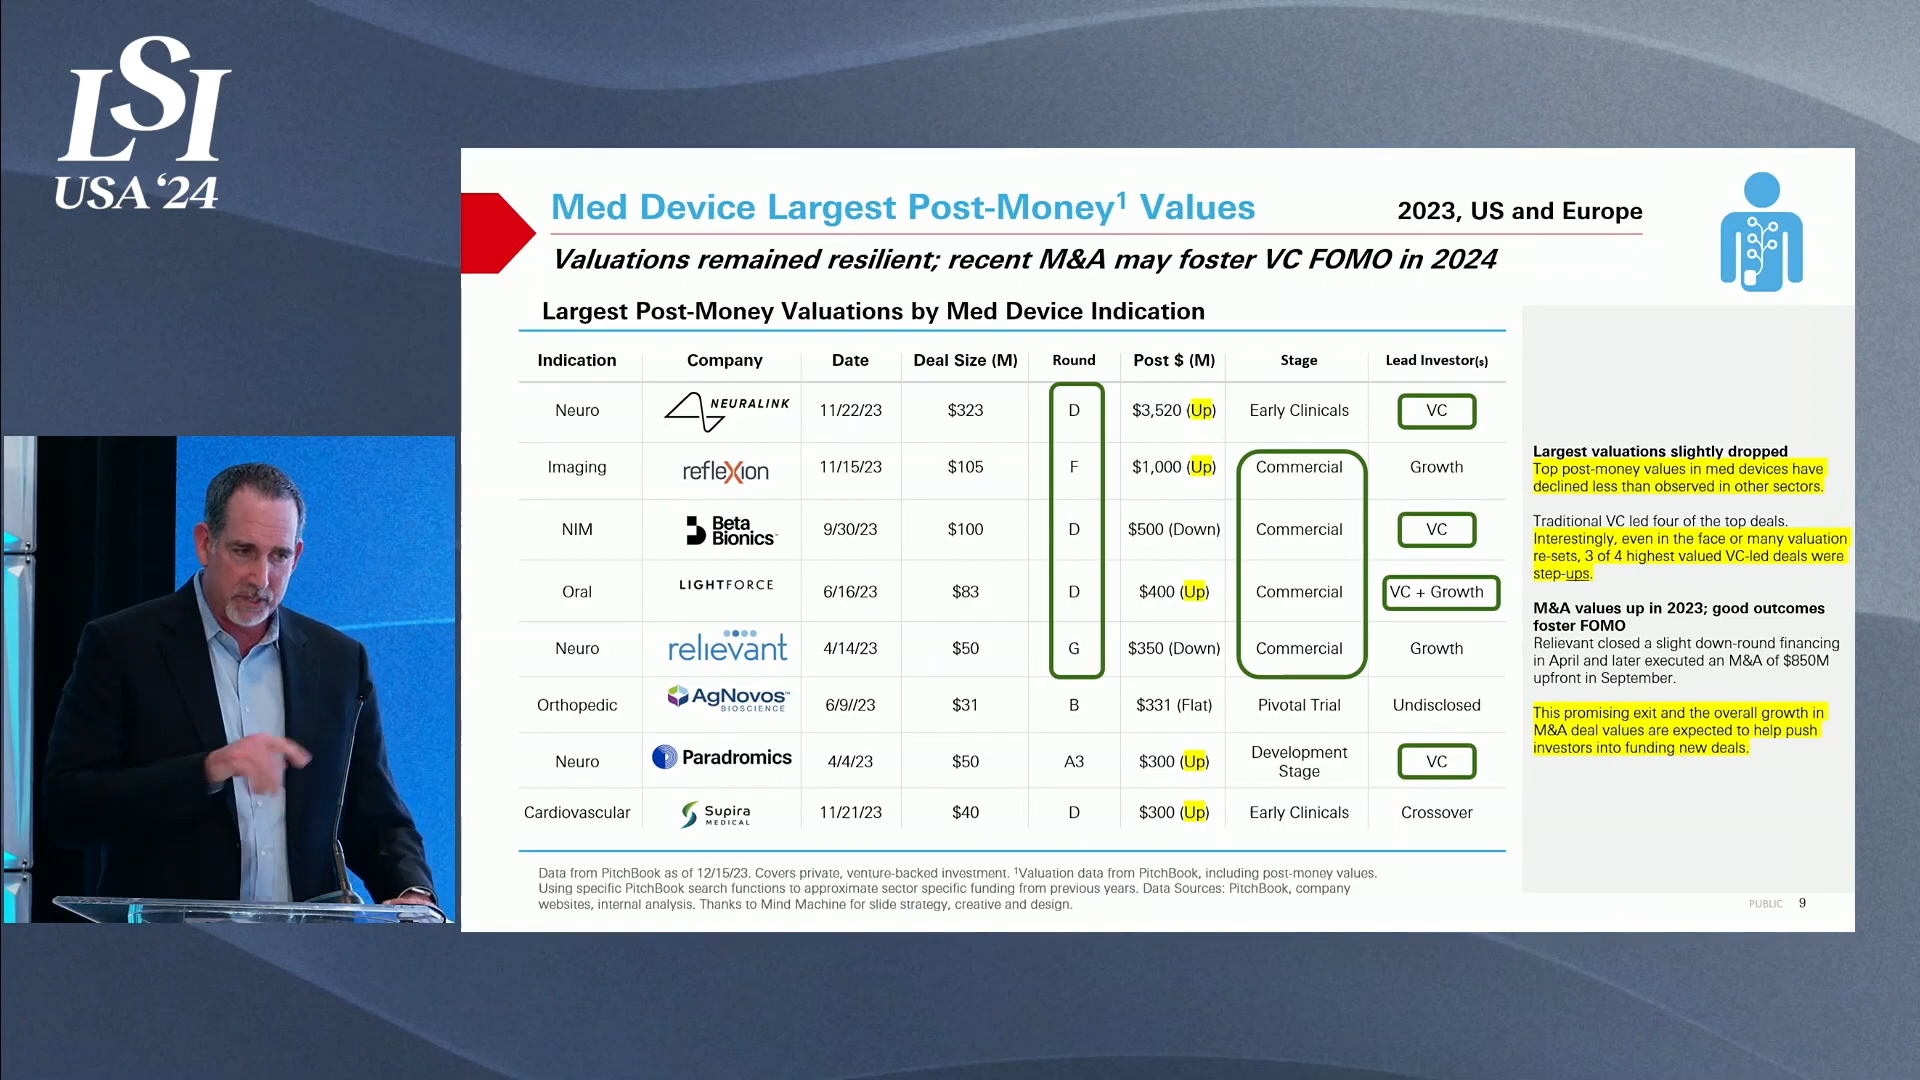 LSI
USA '24
Med Device Largest Post-Money¹ Values
2023, US and Europe
Valuations remained resilient; recent M&A may foster VC FOMO in 2024
Largest Post-Money Valuations by Med Device Indication
Indication Company Date Deal Size (M) Round Post $ (M) Stage Lead Investor(s)
Neuro NEURALINK 11/22/23 $323 D $3,520 (Up) Early Clinicals VC
Imaging reflexion 11/15/23 $105 F $1,000 (Up) Commercial Growth
NIM Beta Bionics™ 9/30/23 $100 D $500 (Down) Commercial VC
Oral LIGHTFORCE 6/16/23 $83 D $400 (Up) Commercial VC + Growth
Neuro relievant 4/14/23 $50 G $350 (Down) Commercial Growth
Orthopedic AgNovos™ BIOSCIENCE 6/9//23 $31 B $331 (Flat) Pivotal Trial Undisclosed
Neuro Paradromics 4/4/23 $50 A3 $300 (Up) Development Stage VC
Cardiovascular Supira MEDICAL 11/21/23 $40 D $300 (Up) Early Clinicals Crossover
Largest valuations slightly dropped
Top post-money values in med devices have
declined less than observed in other sectors.
Traditional VC led four of the top deals.
Interestingly, even in the face or many valuation
re-sets, 3 of 4 highest valued VC-led deals were
step-ups.
M&A values up in 2023; good outcomes
foster FOMO
Relievant closed a slight down-round financing
in April and later executed an M&A of $850M
upfront in September.
This promising exit and the overall growth in
M&A deal values are expected to help push
investors into funding new deals.
Data from PitchBook as of 12/15/23. Covers private, venture-backed investment. ¹Valuation data from PitchBook, including post-money values.
Using specific PitchBook search functions to approximate sector specific funding from previous years. Data Sources: PitchBook, company
websites, internal analysis. Thanks to Mind Machine for slide strategy, creative and design.
PUBLIC 9